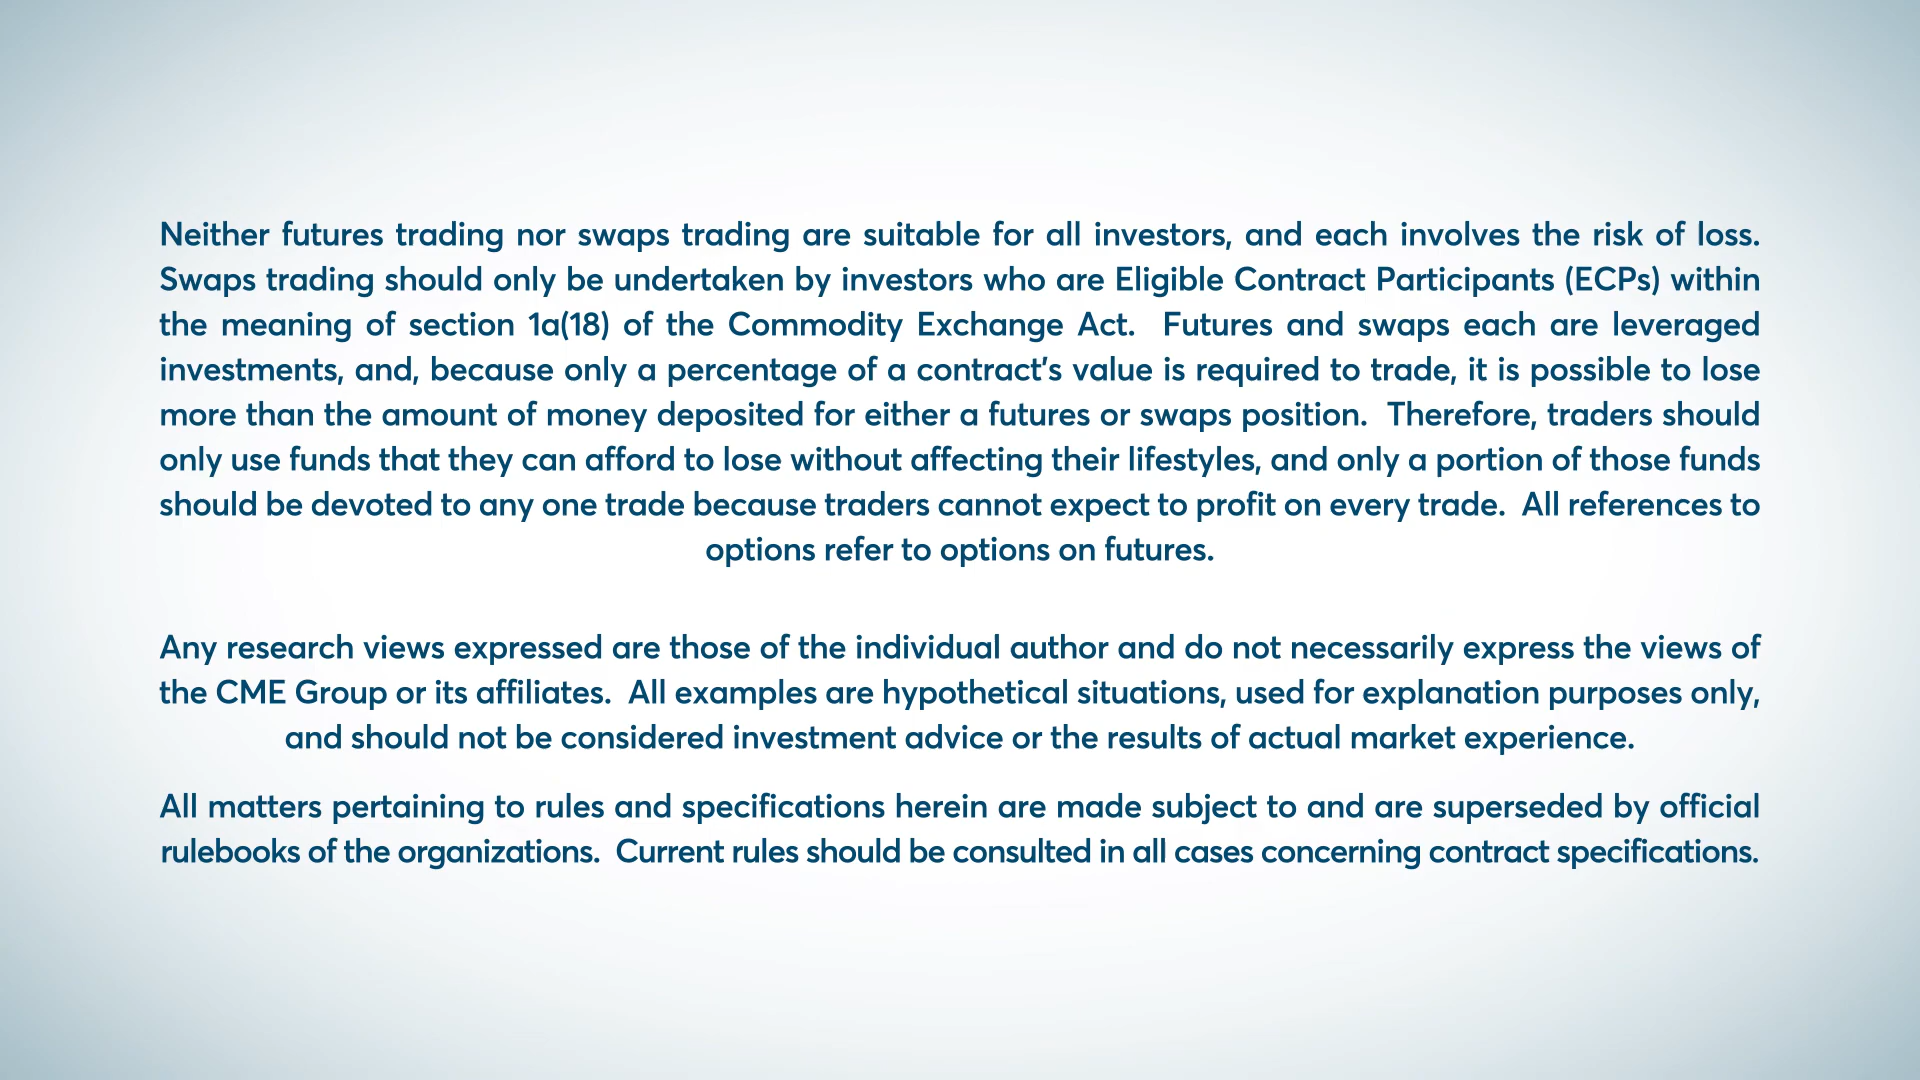 Neither futures trading nor swaps trading are suitable for all investors, and each involves the risk of loss.
Swaps trading should only be undertaken by investors who are Eligible Contract Participants (ECPs) within
the meaning of section 1a(18) of the Commodity Exchange Act.  Futures and swaps each are leveraged
investments, and, because only a percentage of a contract's value is required to trade, it is possible to lose
more than the amount of money deposited for either a futures or swaps position.  Therefore, traders should
only use funds that they can afford to lose without affecting their lifestyles, and only a portion of those funds
should be devoted to any one trade because traders cannot expect to profit on every trade.  All references to
options refer to options on futures.
Any research views expressed are those of the individual author and do not necessarily express the views of
the CME Group or its affiliates.  All examples are hypothetical situations, used for explanation purposes only,
and should not be considered investment advice or the results of actual market experience.
All matters pertaining to rules and specifications herein are made subject to and are superseded by official
rulebooks of the organizations.  Current rules should be consulted in all cases concerning contract specifications.